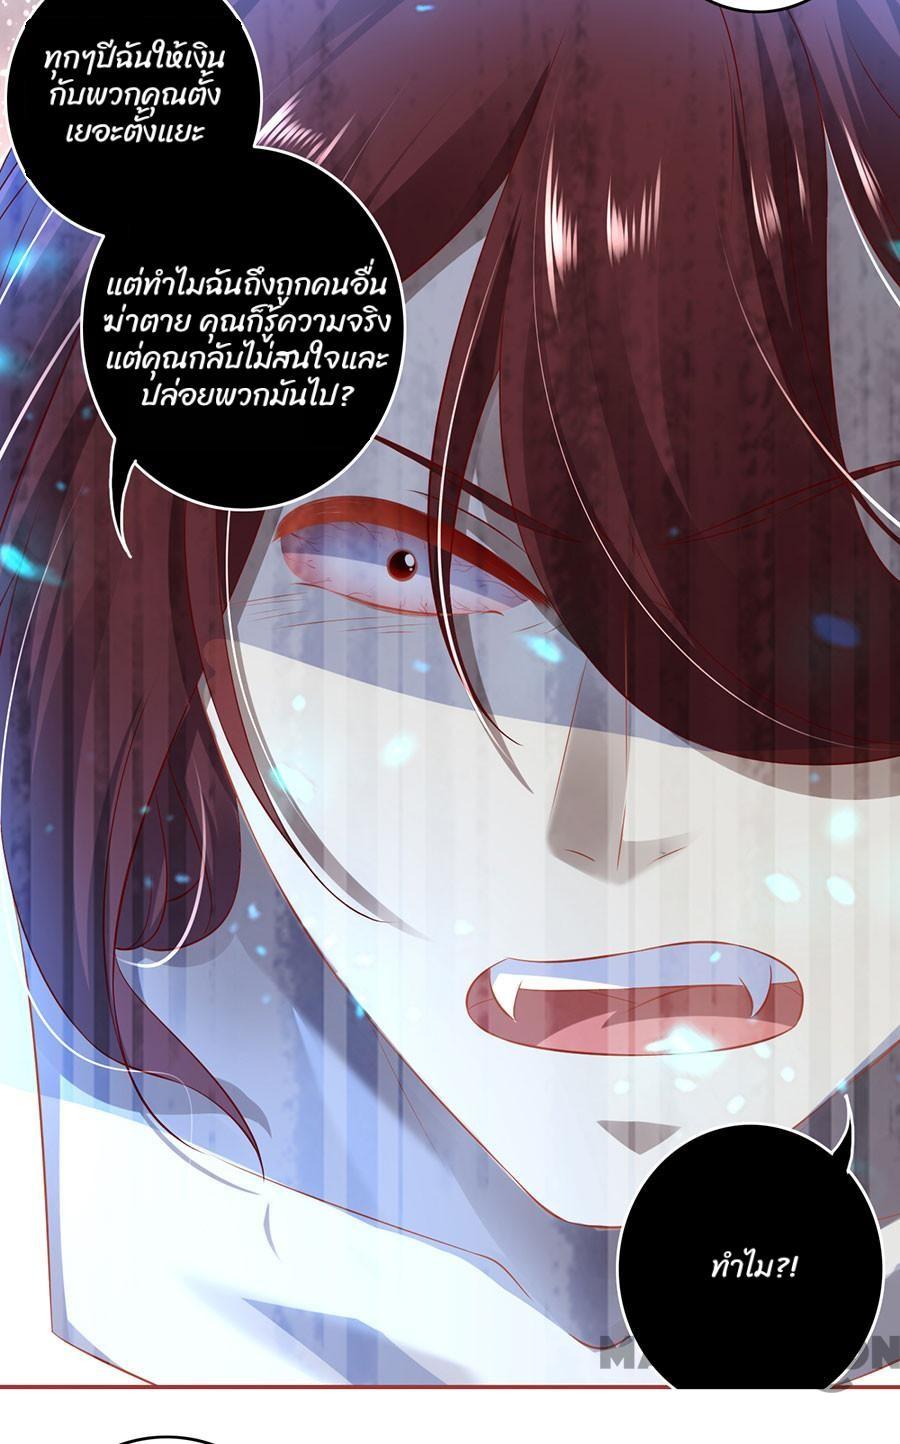 ทุกๆปีฉันให้เงิน
กับพวกคุณตั้ง
เยอะตั้งแยะ
แต่ทำไมฉันถึงถูกคนอื่น
ฆ่าตาย คุณก็รู้ความจริง
แต่คุณกลับไม่สนใจและ
ปล่อยพวกมันไป?
ทำไม?!